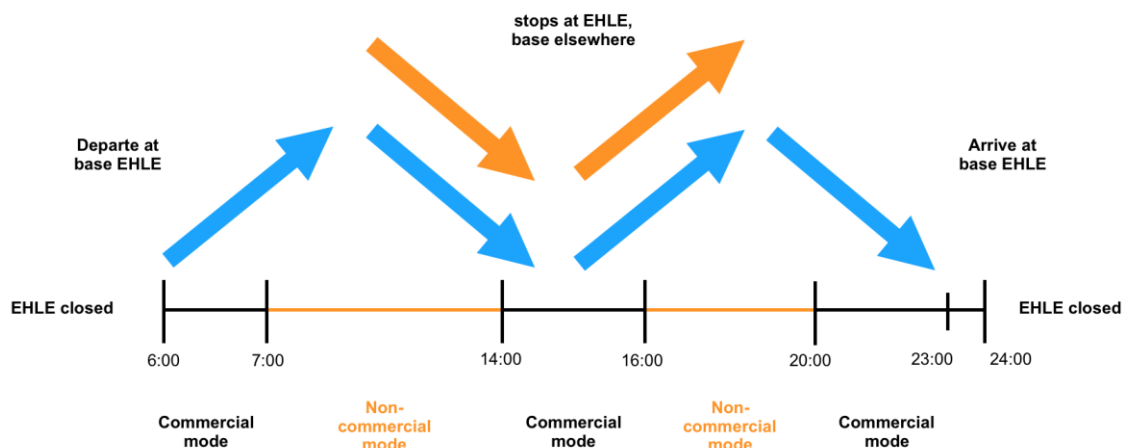 stops at EHLE,
base elsewhere
Departe at
base EHLE
Arrive at
base EHLE
EHLE closed
EHLE closed
6:00
7:00
14:00
16:00
20:00
23:00
24:00
Commercial
mode
Non-
commercial
mode
Commercial
mode
Non-
commercial
mode
Commercial
mode